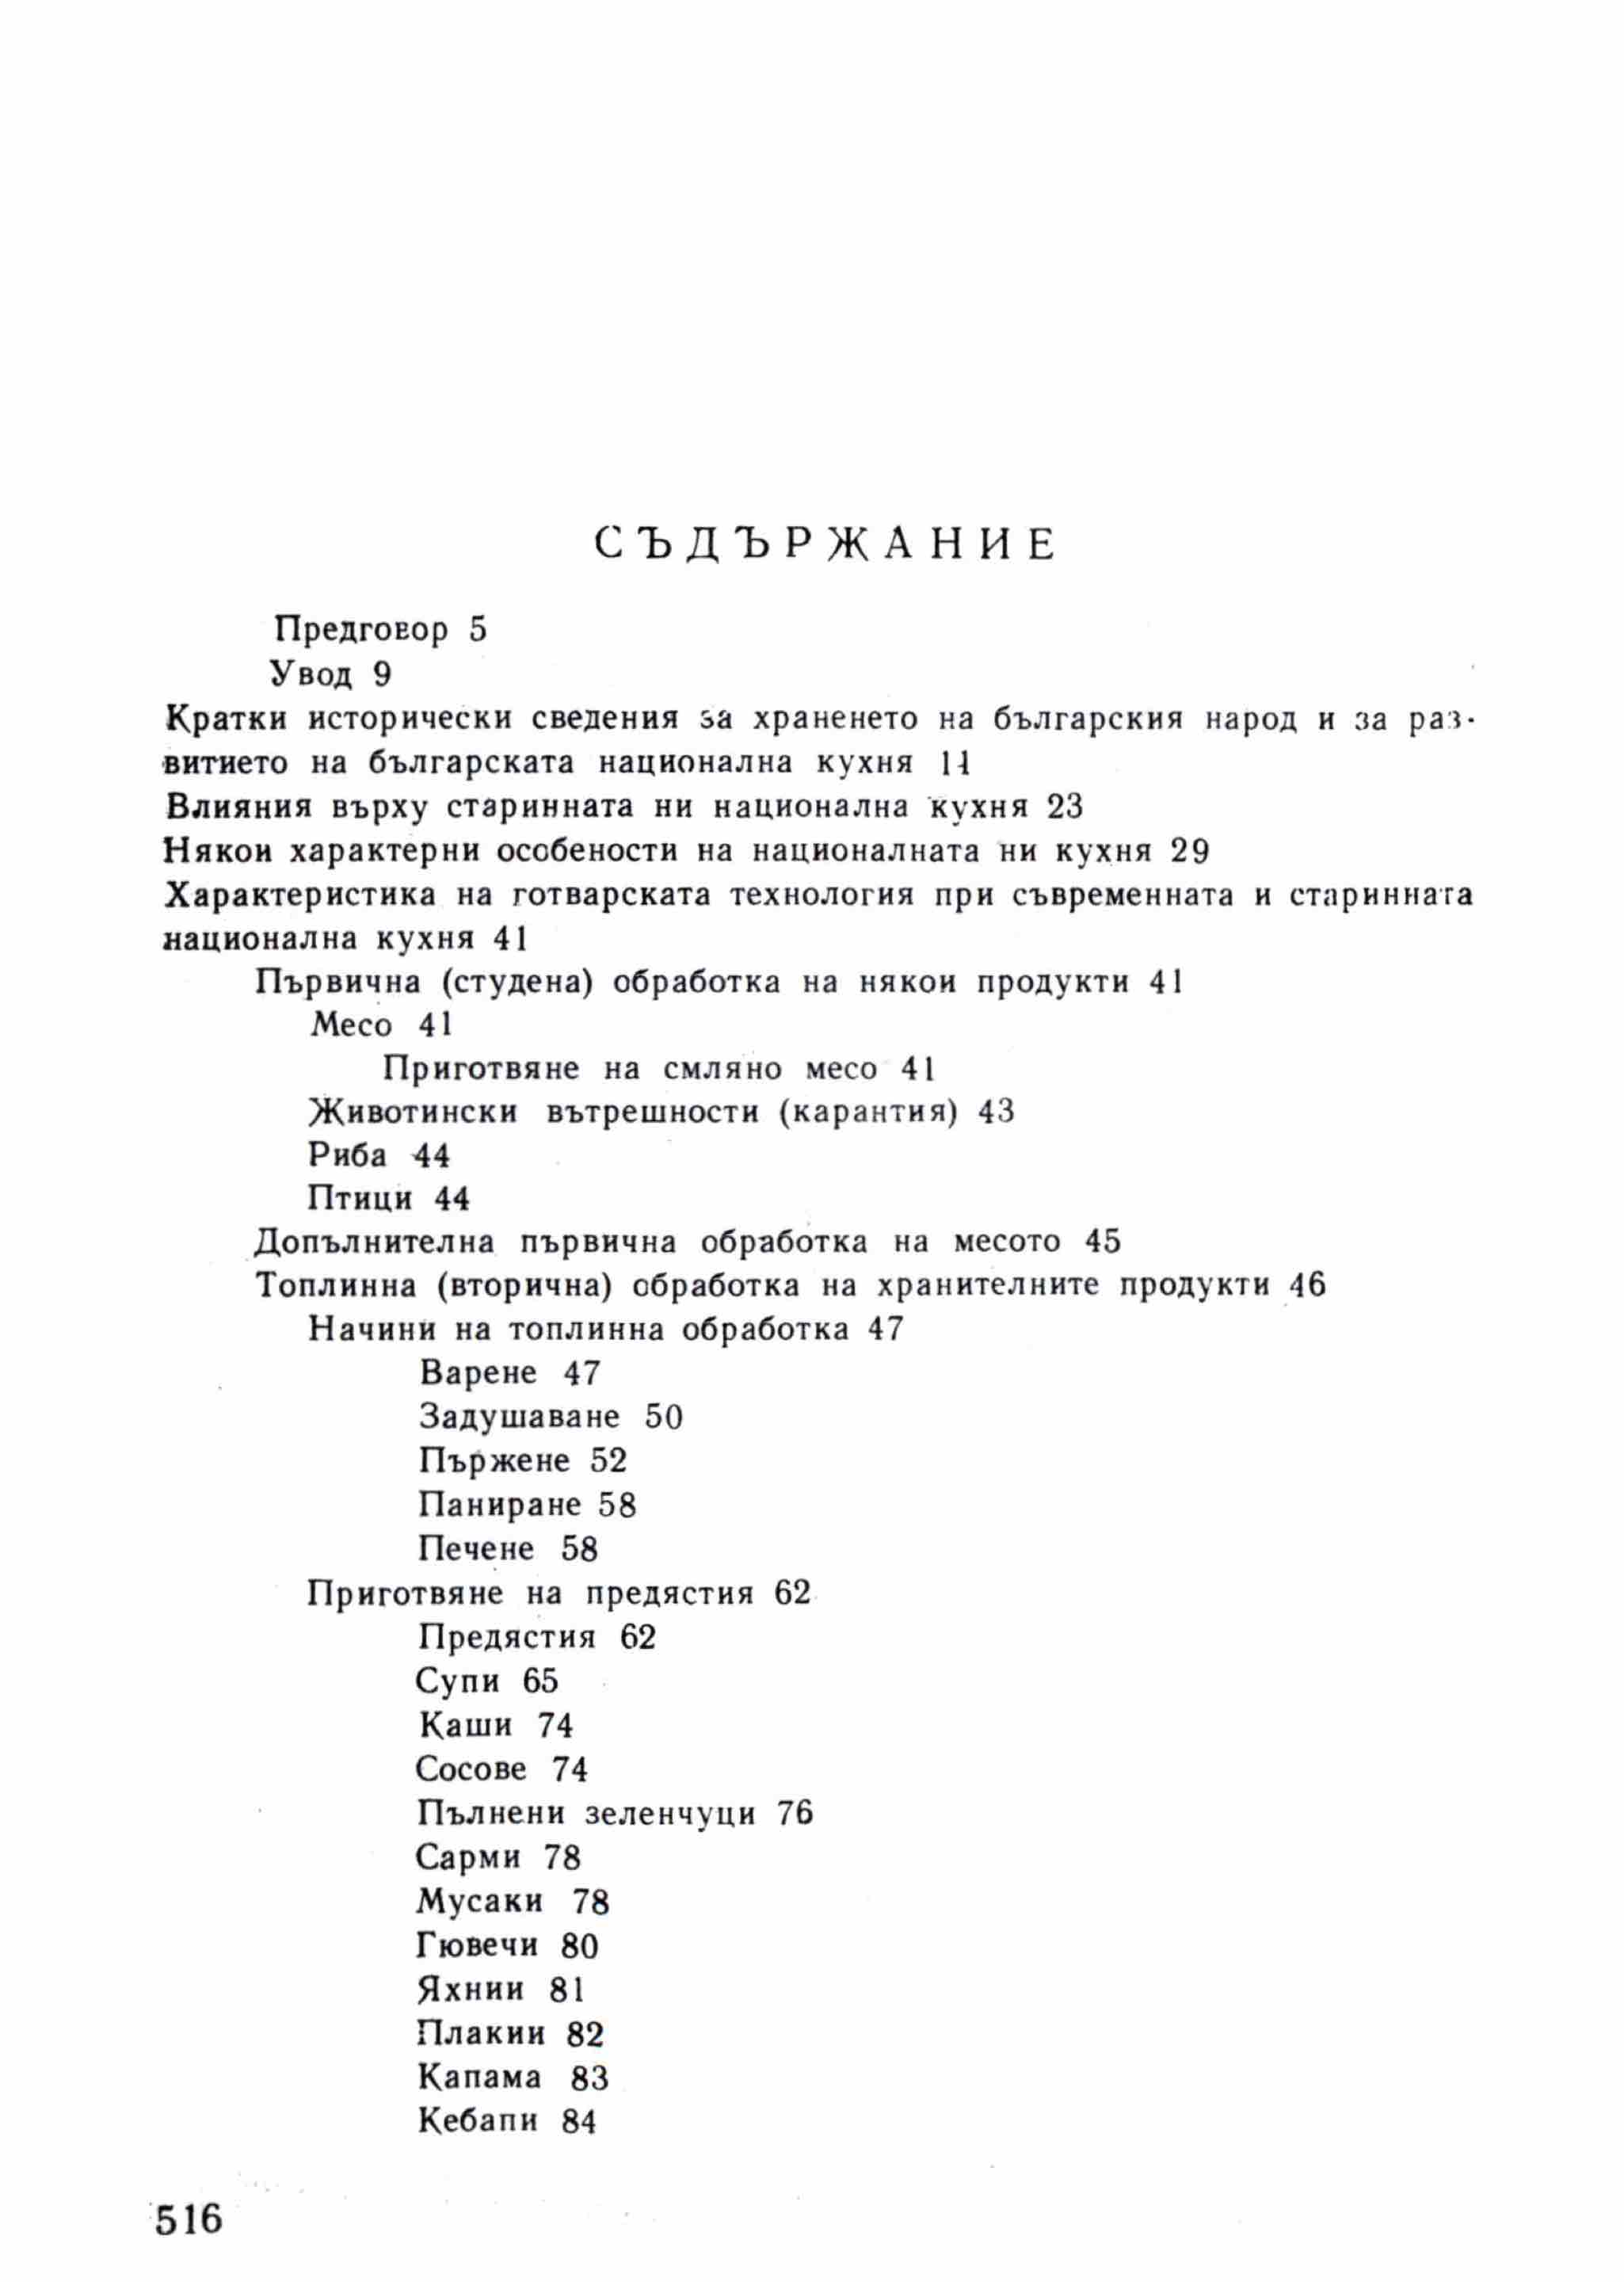 СЪДЪРЖАНИЕ
Предговор 5
Увод 9
Кратки исторически сведения за храненето на българския народ и за раз-
витието на българската национална кухня 11
Влияния върху старинната ни национална кухня 23
Някои характерни особености на националната ни кухня 29
Характеристика на готварската технология при съвременната и старинната
национална кухня 41
Първична (студена) обработка на някои продукти 41
Месо 41
Приготвяне на смляно месо 41
Животински вътрешности (карантия) 43
Риба 44
Птици 44
Допълнителна първична обработка на месото 45
Топлинна (вторична) обработка на хранителните продукти 46
Начини на топлинна обработка 47
Варене 47
Задушаване 50
Пържене 52
Паниране 58
Печене 58
Приготвяне на предястия 62
Предястия 62
Супи 65
Каши 74
Сосове 74
Пълнени зеленчуци 76
Сарми 78
Мусаки 78
Гювечи 80
Яхнии 81
Плакии 82
Капама 83
Кебапи 84
516